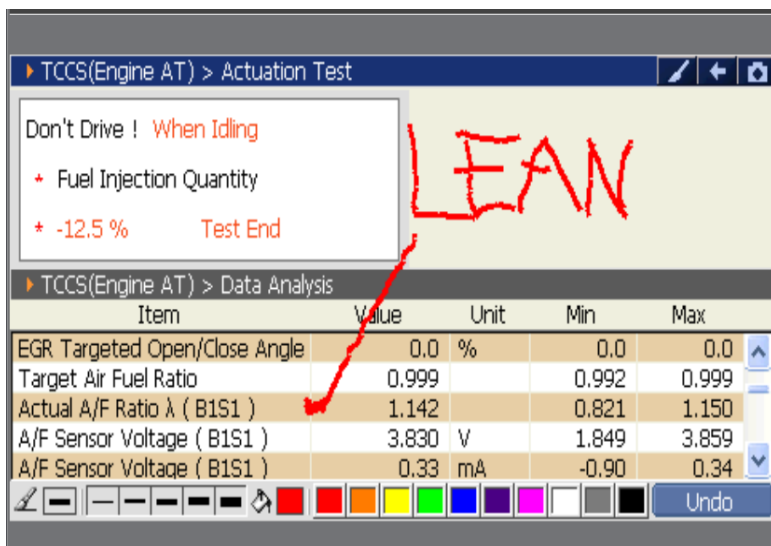 TCCS(Engine AT) > Actuation Test
Don't Drive ! When Idling
LEAN
* Fuel Injection Quantity
* -12.5 % Test End
TCCS(Engine AT) > Data Analysis
Item Value Unit Min Max
EGR Targeted Open/Close Angle 0.0 % 0.0 0.0
Target Air Fuel Ratio 0.999 0.992 0.999
Actual A/F Ratio λ ( B1S1 ) 1.142 0.821 1.150
A/F Sensor Voltage ( B1S1 ) 3.830 V 1.849 3.859
A/F Sensor Voltage ( B1S1 ) 0.33 mA -0.90 0.34
Undo